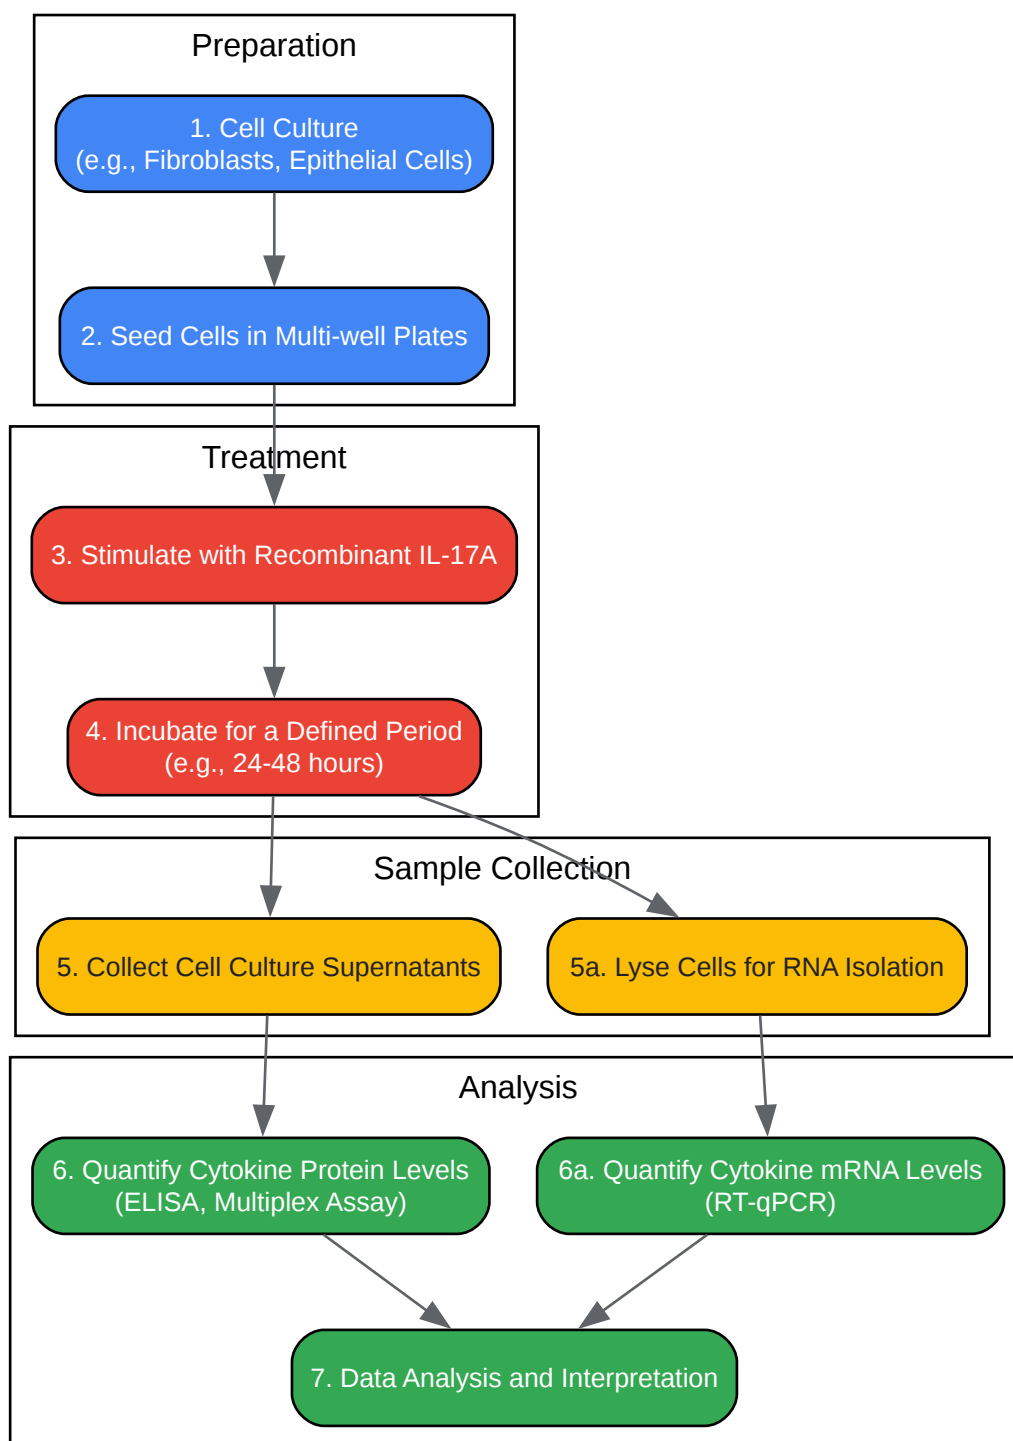 Preparation
1. Cell Culture
(e.g., Fibroblasts, Epithelial Cells)
2. Seed Cells in Multi-well Plates
Treatment
3. Stimulate with Recombinant IL-17A
4. Incubate for a Defined Period
(e.g., 24-48 hours)
Sample Collection
5. Collect Cell Culture Supernatants
5a. Lyse Cells for RNA Isolation
Analysis
6. Quantify Cytokine Protein Levels
(ELISA, Multiplex Assay)
6a. Quantify Cytokine mRNA Levels
(RT-qPCR)
7. Data Analysis and Interpretation